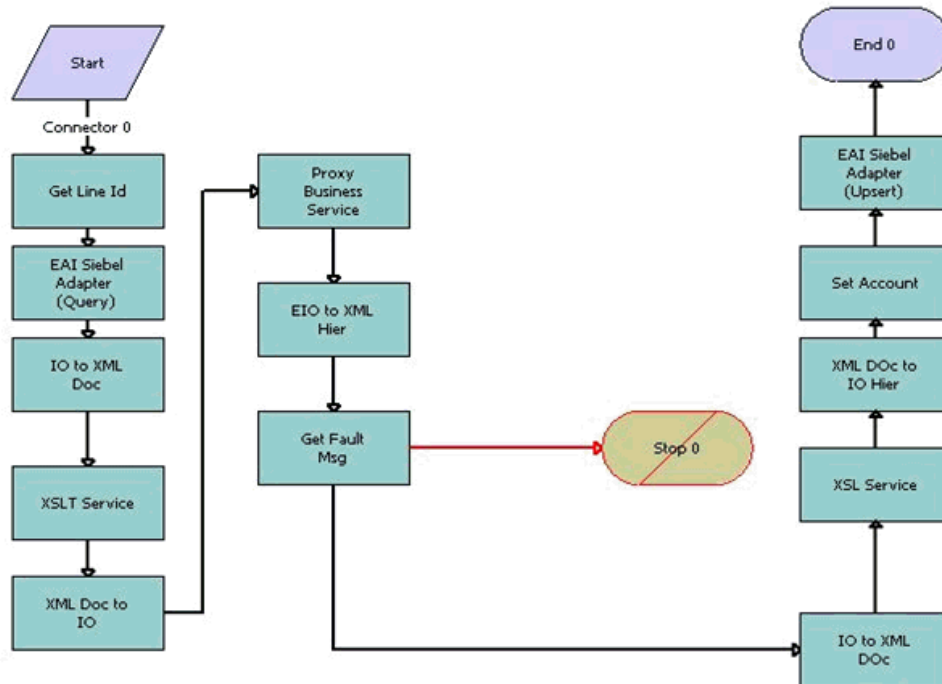 Start
Connector 0
Get Line Id
EAI Siebel
Adapter
(Query)
IO to XML
Doc
XSLT Service
XML Doc to
IO
Proxy
Business
Service
EIO to XML
Hier
Get Fault
Msg
Stop 0
End 0
EAI Siebel
Adapter
(Upsert)
Set Account
XML DOc to
IO Hier
XSL Service
IO to XML
DOc